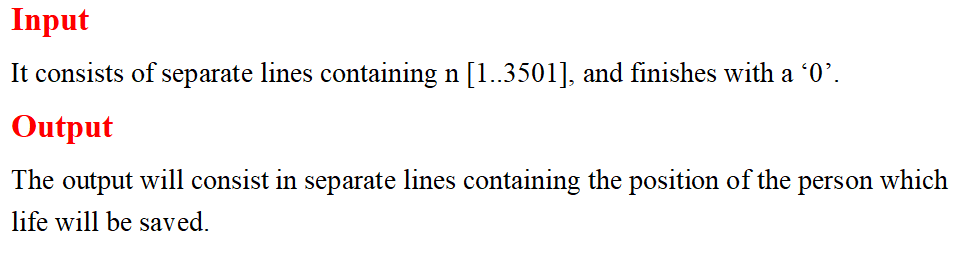 Input
It consists of separate lines containing n [1..3501], and finishes with a ‘0’.
Output
The output will consist in separate lines containing the position of the person which
life will be saved.